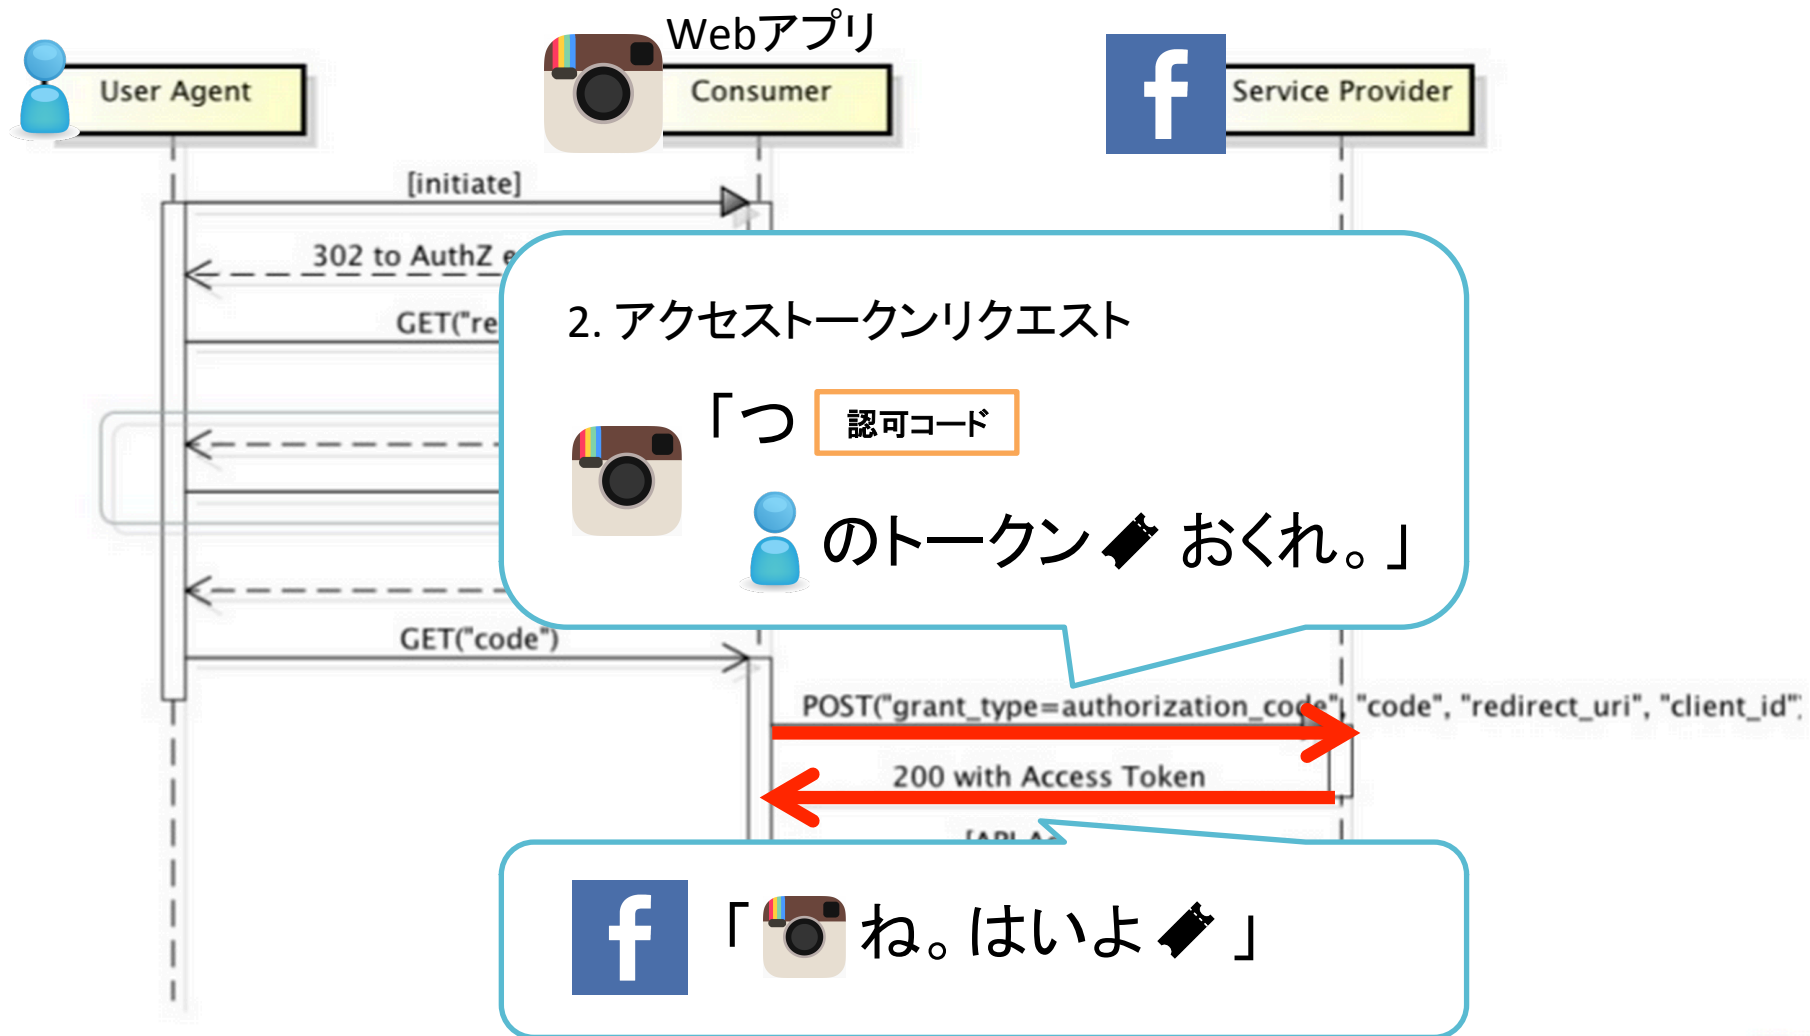 Webアプリ
User Agent
Consumer
Service Provider
[initiate]
302 to AuthZ
GET("re
2. アクセストークンリクエスト
「つ 認可コード
のトークン おくれ。」
GET("code")
POST("grant_type=authorization_code", "code", "redirect_uri", "client_id"
200 with Access Token
「 ね。はいよ 」